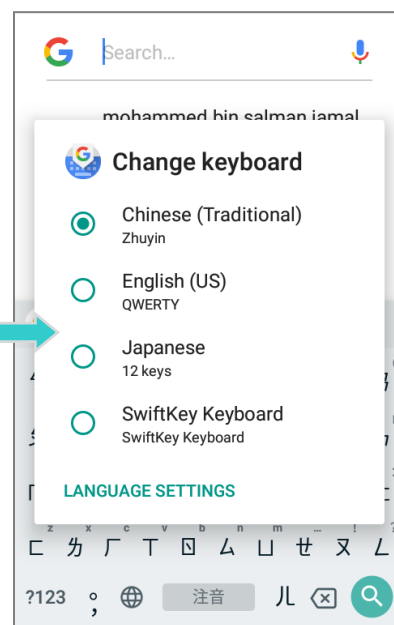 Search...
mohammed bin salman jamal
Change keyboard
Chinese (Traditional)
Zhuyin
English (US)
QWERTY
Japanese
12 keys
SwiftKey Keyboard
SwiftKey Keyboard
LANGUAGE SETTINGS
z x c v b n m ... ! ?
ㄈ ㄌ ㄏ ㄒ ㄖ ㄙ ㄩ ㄝ ㄡ ㄥ
?123 注音 ㄦ